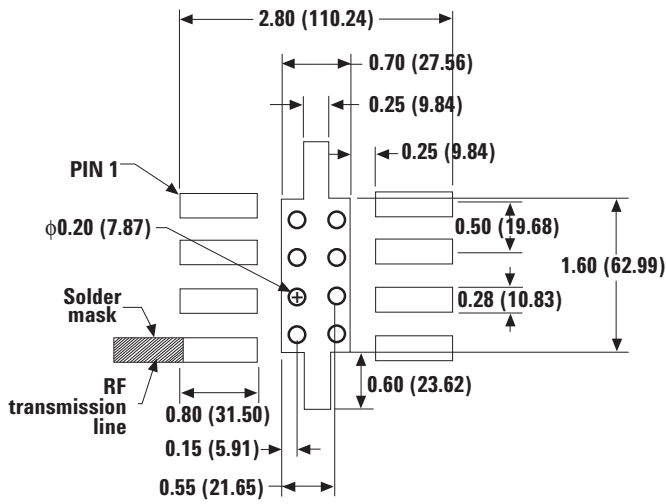 2.80 (110.24)
0.70 (27.56)
0.25 (9.84)
0.25 (9.84)
PIN 1
ϕ0.20 (7.87)
0.50 (19.68)
1.60 (62.99)
0.28 (10.83)
Solder
mask
RF
transmission
line
0.60 (23.62)
0.80 (31.50)
0.15 (5.91)
0.55 (21.65)